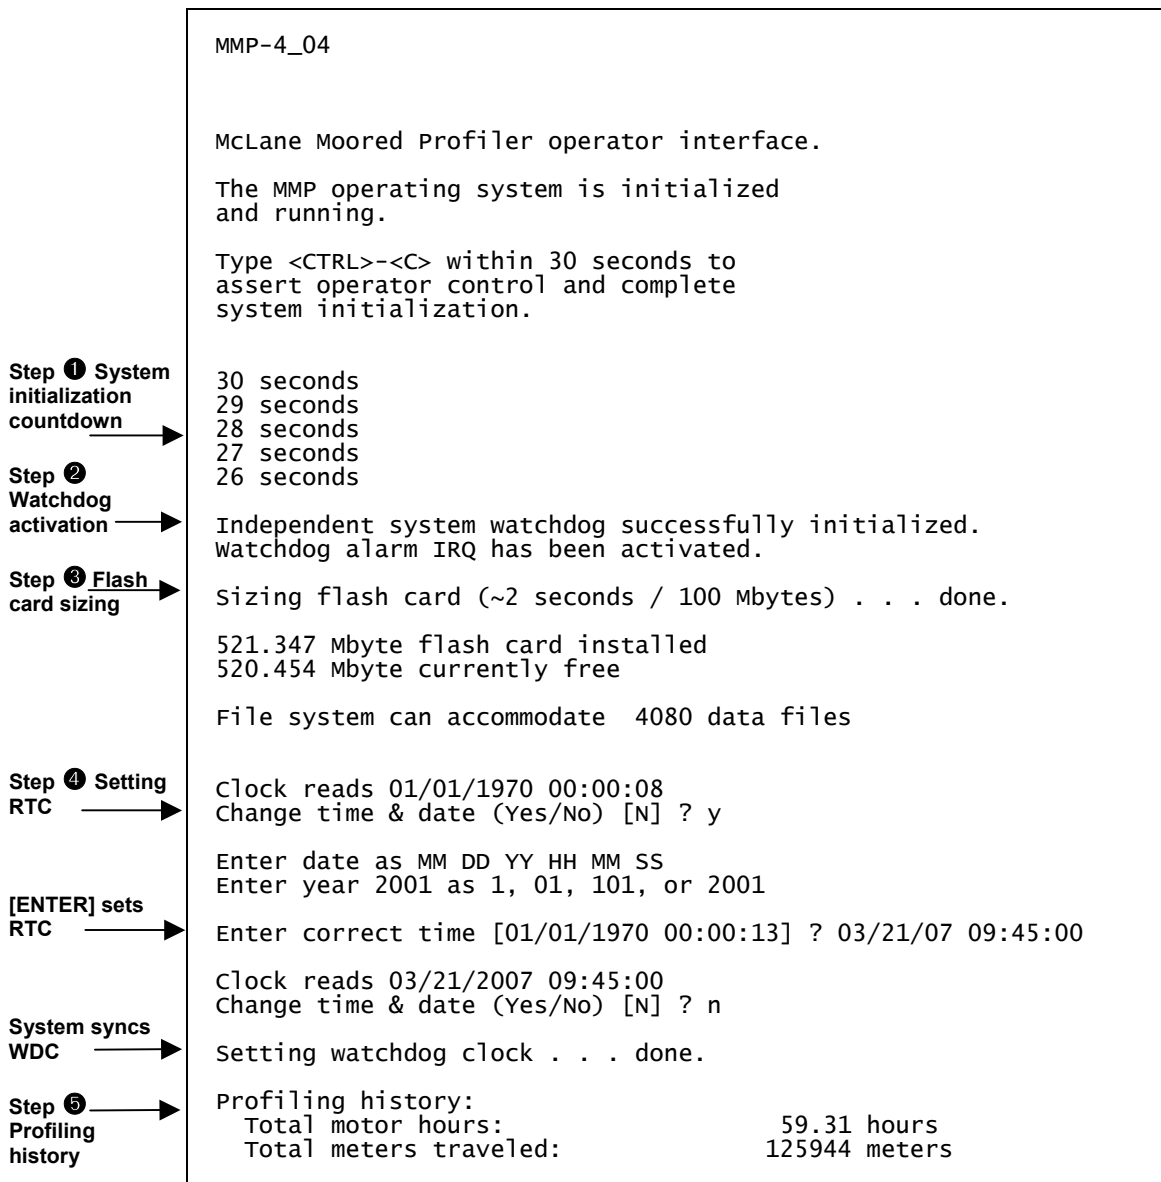 MMP-4_04
McLane Moored Profiler operator interface.
The MMP operating system is initialized
and running.
Type <CTRL>-<C> within 30 seconds to
assert operator control and complete
system initialization.
Step ❶ System
initialization
countdown
30 seconds
29 seconds
28 seconds
27 seconds
26 seconds
Step ❷
Watchdog
activation
Independent system watchdog successfully initialized.
Watchdog alarm IRQ has been activated.
Step ❸ Flash
card sizing
Sizing flash card (~2 seconds / 100 Mbytes) . . . done.
521.347 Mbyte flash card installed
520.454 Mbyte currently free
File system can accommodate  4080 data files
Step ❹ Setting
RTC
Clock reads 01/01/1970 00:00:08
Change time & date (Yes/No) [N] ? y
Enter date as MM DD YY HH MM SS
Enter year 2001 as 1, 01, 101, or 2001
[ENTER] sets
RTC
Enter correct time [01/01/1970 00:00:13] ? 03/21/07 09:45:00
Clock reads 03/21/2007 09:45:00
Change time & date (Yes/No) [N] ? n
System syncs
WDC
Setting watchdog clock . . . done.
Step ❺
Profiling
history
Profiling history:
Total motor hours: 59.31 hours
Total meters traveled: 125944 meters